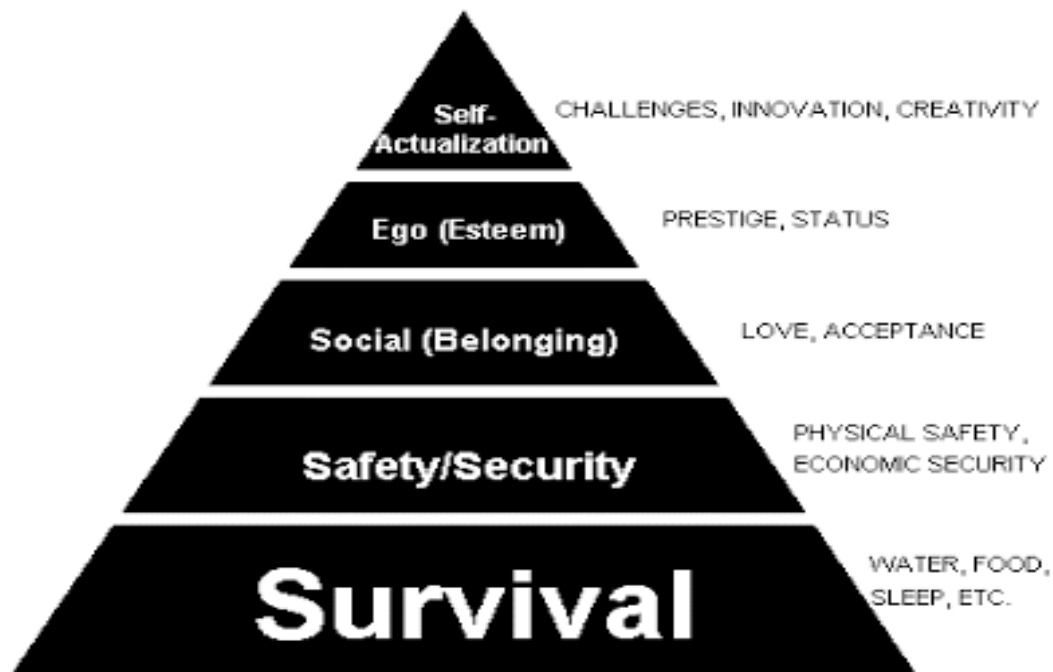 Self-
Actualization
CHALLENGES, INNOVATION, CREATIVITY
Ego (Esteem)
PRESTIGE, STATUS
Social (Belonging)
LOVE, ACCEPTANCE
Safety/Security
PHYSICAL SAFETY,
ECONOMIC SECURITY
Survival
WATER, FOOD,
SLEEP, ETC.